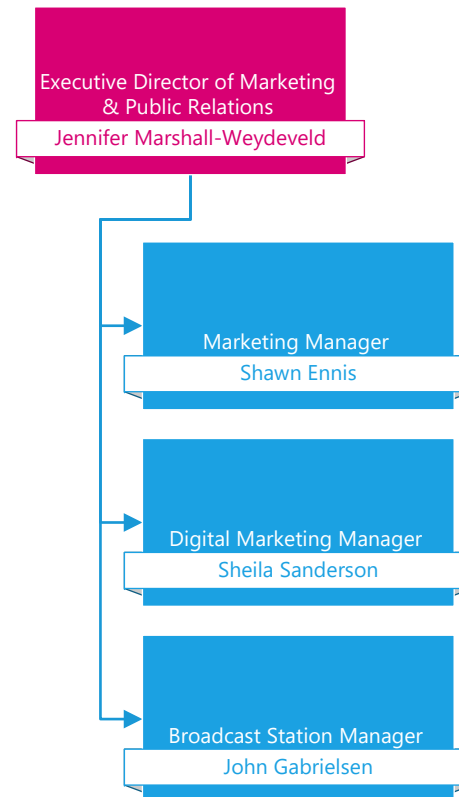 Executive Director of Marketing
& Public Relations
Jennifer Marshall-Weydeveld
Marketing Manager
Shawn Ennis
Digital Marketing Manager
Sheila Sanderson
Broadcast Station Manager
John Gabrielsen